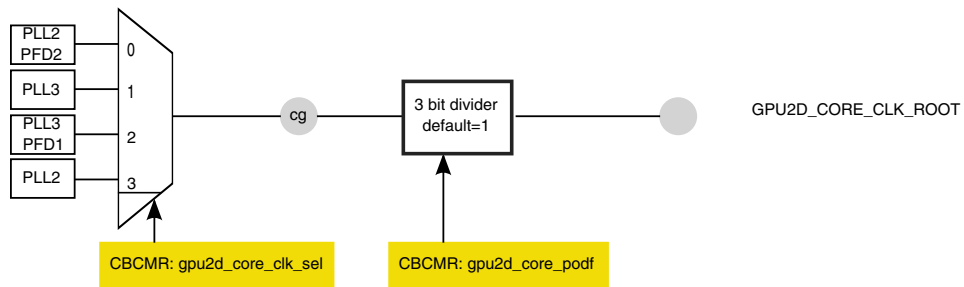 PLL2
PFD2
0
PLL3
1
PLL3
PFD1
2
PLL2
3
cg
3 bit divider
default=1
GPU2D_CORE_CLK_ROOT
CBCMR: gpu2d_core_clk_sel
CBCMR: gpu2d_core_podf